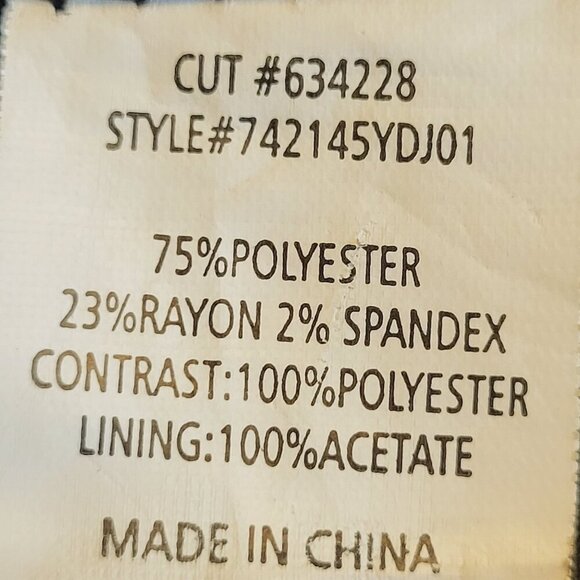 CUT #634228
STYLE#742145YDJ01
75%POLYESTER
23%RAYON 2% SPANDEX
CONTRAST:100%POLYESTER
LINING:100%ACETATE
MADE IN CHINA